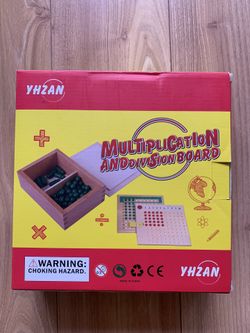 YHZAN
MULTIPLICATION
AND DIVISION BOARD
WARNING:
CHOKING HAZARD.
CE
YHZAN